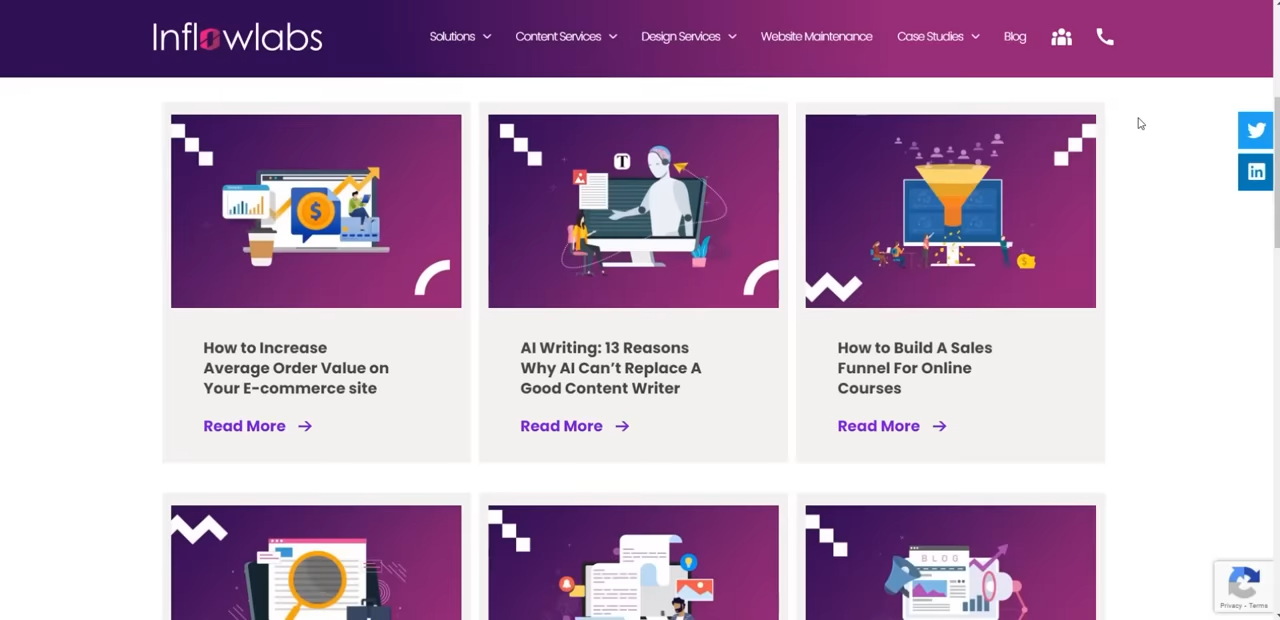 Inflowlabs
Solutions Content Services Design Services Website Maintenance Case Studies Blog
T
How to Increase
Average Order Value on
Your E-commerce site
Read More
AI Writing: 13 Reasons
Why AI Can’t Replace A
Good Content Writer
Read More
How to Build A Sales
Funnel For Online
Courses
Read More
BLOG
Privacy - Terms